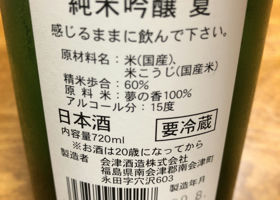 純米吟醸 夏
感じるままに飲んで下さい。
原材料名：米(国産)、
米こうじ(国産米)
精米歩合：60%
原料米：夢の香100%
アルコール分：15度
日本酒
要冷蔵
内容量720ml
※お酒は20歳になってから
製造者 会津酒造株式会社
福島県南会津郡南会津町
永田字穴沢603
製造年月